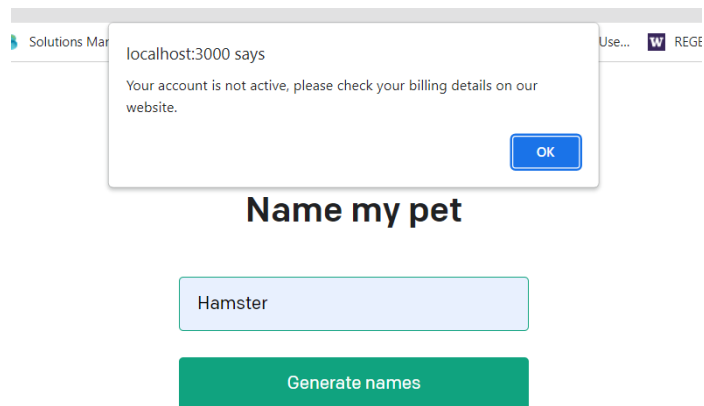 Solutions Mar
Use...
W REGE
localhost:3000 says
Your account is not active, please check your billing details on our
website.
OK
Name my pet
Hamster
Generate names